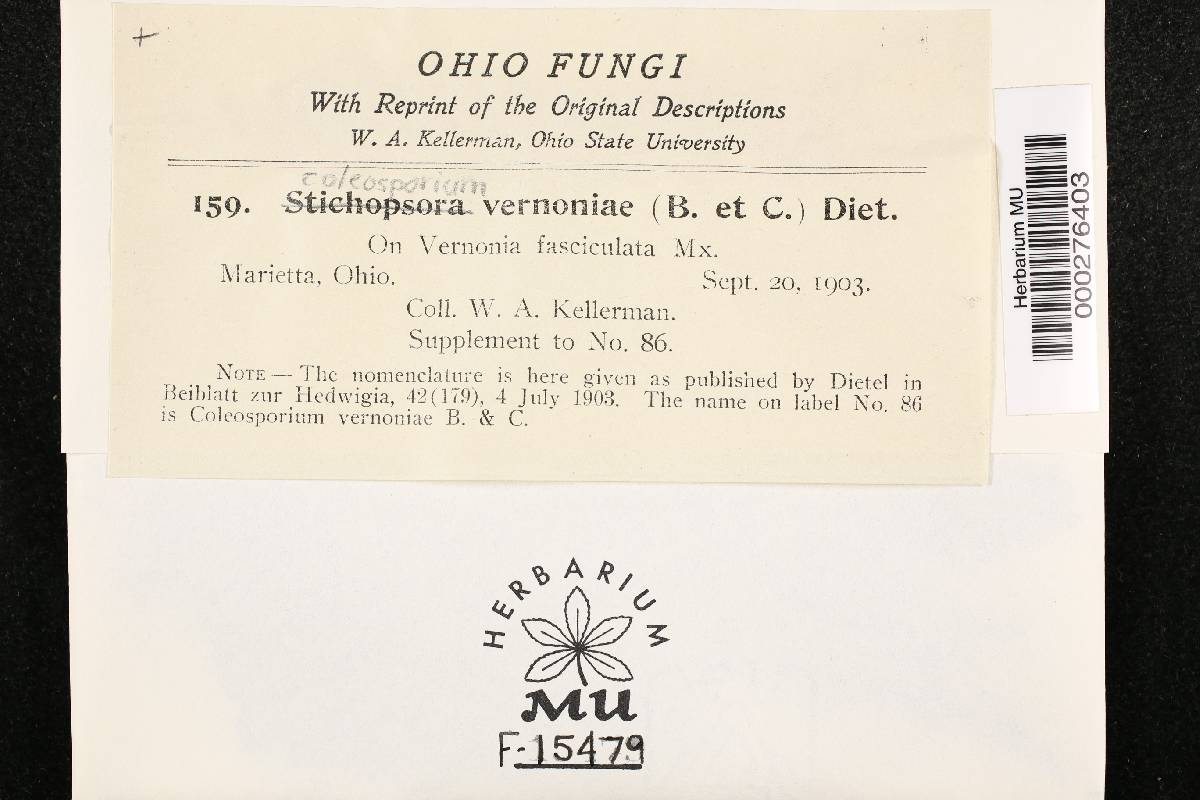 +
OHIO FUNGI
With Reprint of the Original Descriptions
W. A. Kellerman, Ohio State University
coleosporium
159. Stichopsora vernoniae (B. et C.) Diet.
On Vernonia fasciculata Mx.
Marietta, Ohio. Sept. 20, 1903.
Coll. W. A. Kellerman.
Supplement to No. 86.
NOTE — The nomenclature is here given as published by Dietel in
Beiblatt zur Hedwigia, 42(179), 4 July 1903. The name on label No. 86
is Coleosporium vernoniae B. & C.
Herbarium MU
000276403
HERBARIUM
MU
F-15479